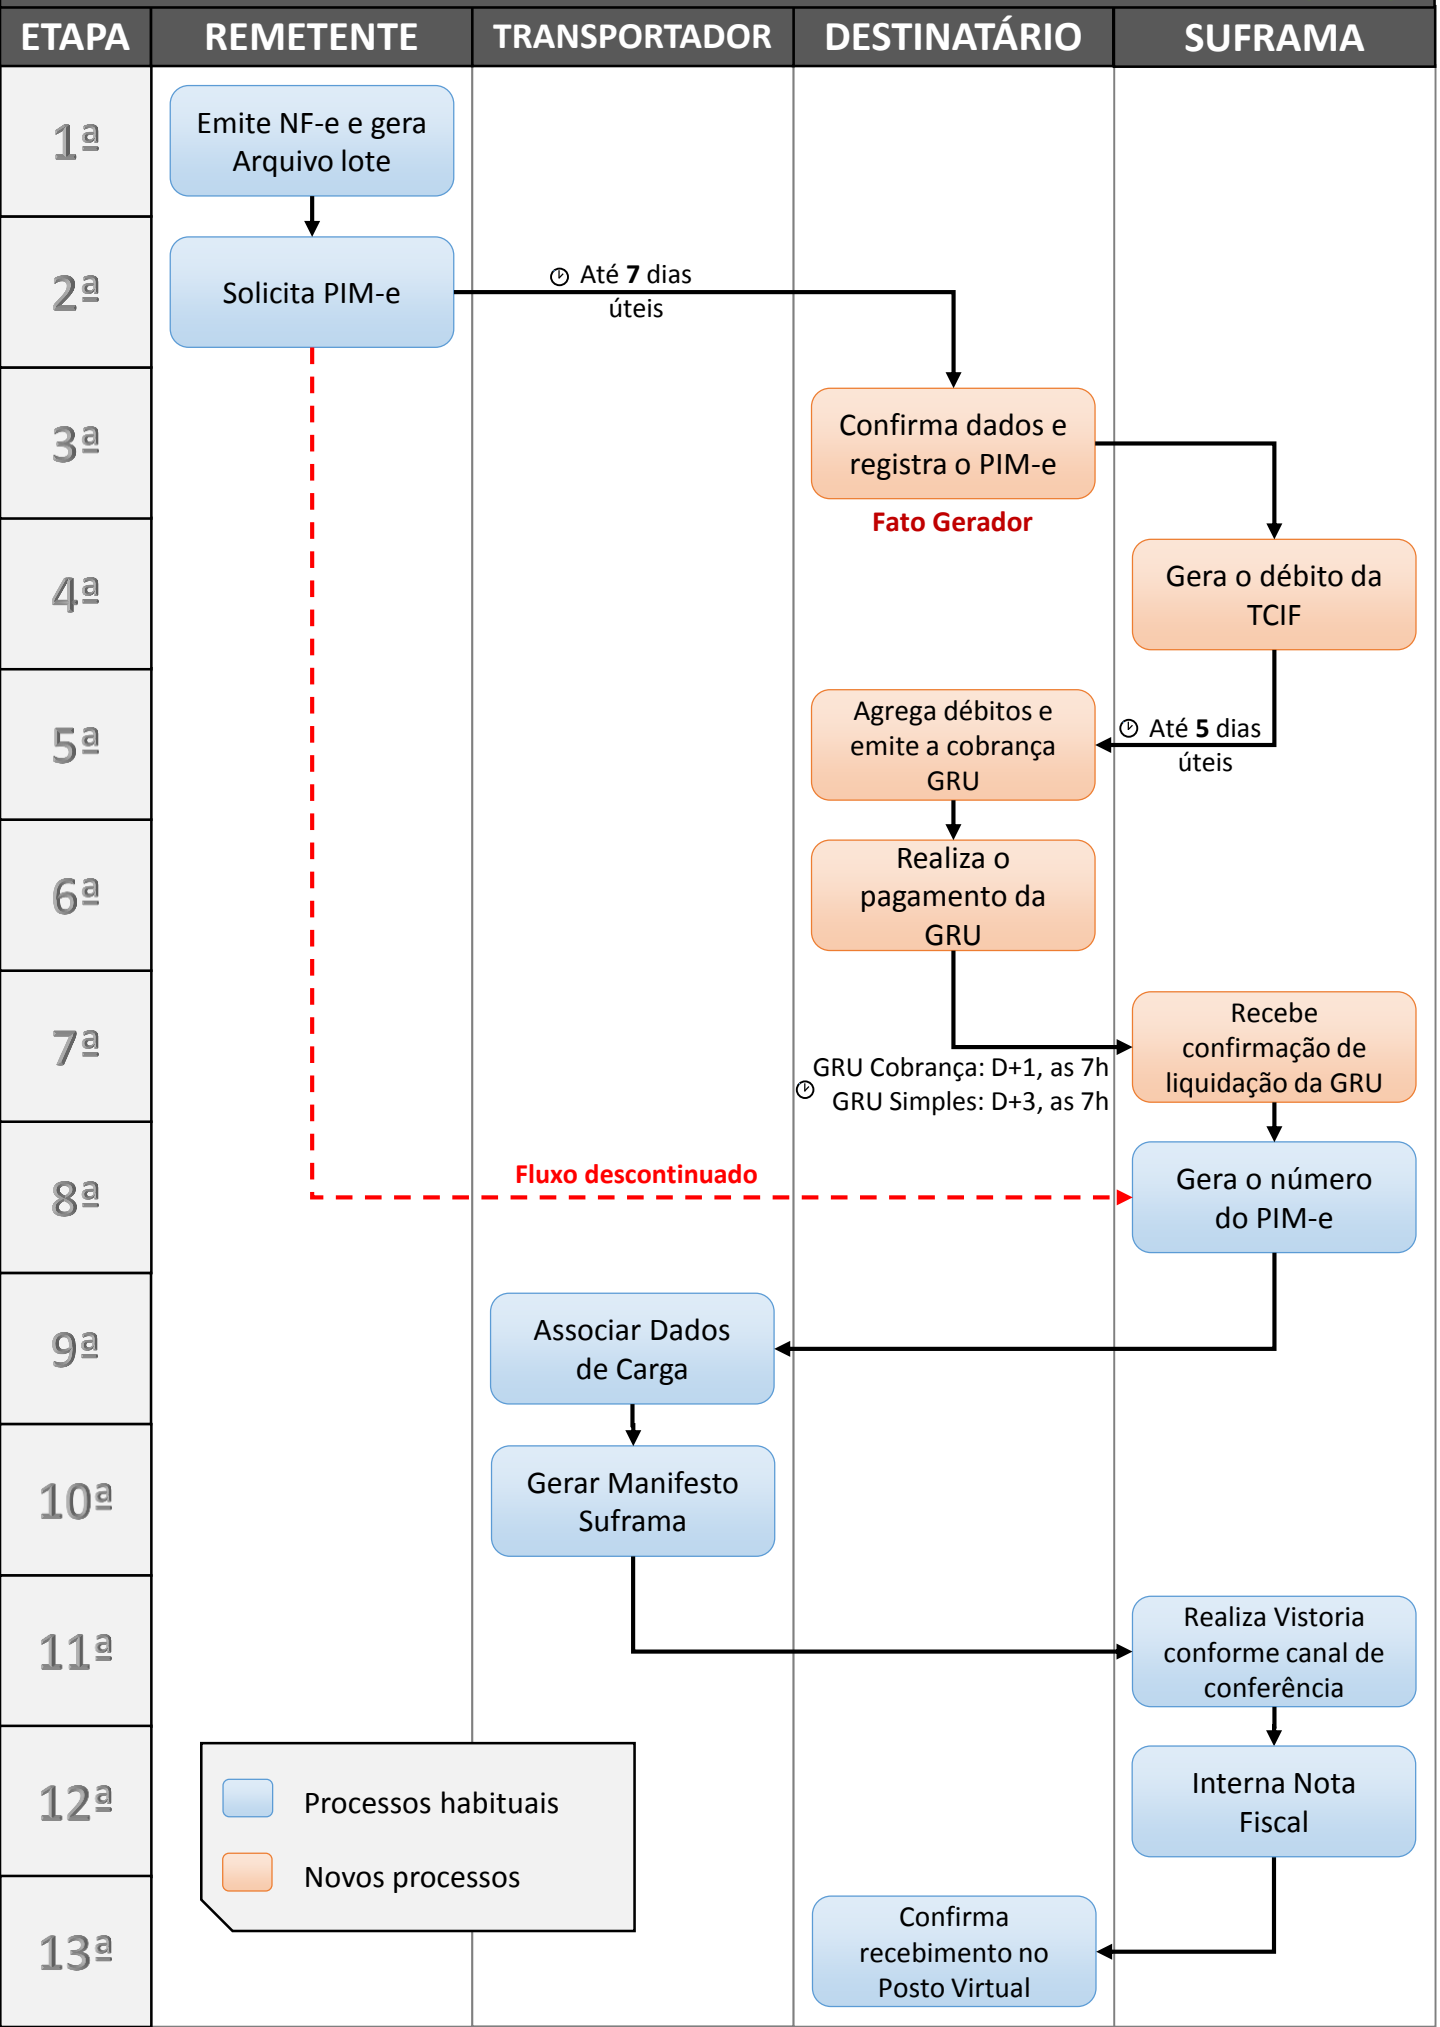 ETAPA REMETENTE TRANSPORTADOR DESTINATÁRIO SUFRAMA
1ª
Emite NF-e e gera
Arquivo lote
2ª
Solicita PIM-e
Até 7 dias
úteis
3ª
Confirma dados e
registra o PIM-e
Fato Gerador
4ª
Gera o débito da
TCIF
5ª
Agrega débitos e
emite a cobrança
GRU
Até 5 dias
úteis
6ª
Realiza o
pagamento da
GRU
7ª
GRU Cobrança: D+1, as 7h
GRU Simples: D+3, as 7h
Recebe
confirmação de
liquidação da GRU
8ª
Fluxo descontinuado
Gera o número
do PIM-e
9ª
Associar Dados
de Carga
10ª
Gerar Manifesto
Suframa
11ª
Realiza Vistoria
conforme canal de
conferência
12ª
Processos habituais
Novos processos
Interna Nota
Fiscal
13ª
Confirma
recebimento no
Posto Virtual